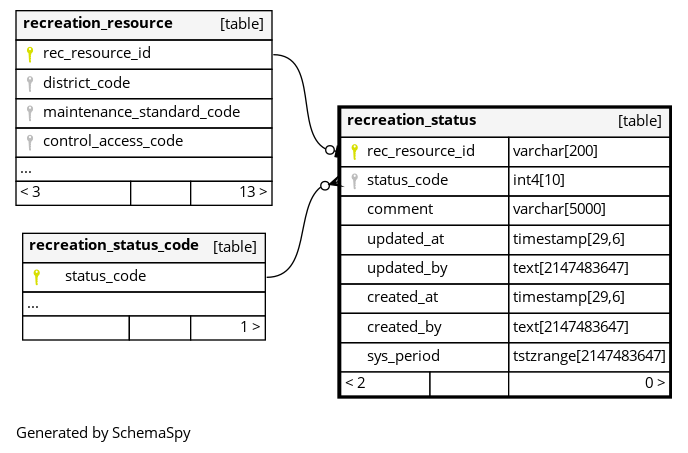 recreation_resource [table]
rec_resource_id
district_code
maintenance_standard_code
control_access_code
...
< 3 13 >
recreation_status_code [table]
status_code
...
1 >
recreation_status [table]
rec_resource_id varchar[200]
status_code int4[10]
comment varchar[5000]
updated_at timestamp[29,6]
updated_by text[2147483647]
created_at timestamp[29,6]
created_by text[2147483647]
sys_period tstzrange[2147483647]
< 2 0 >
Generated by SchemaSpy